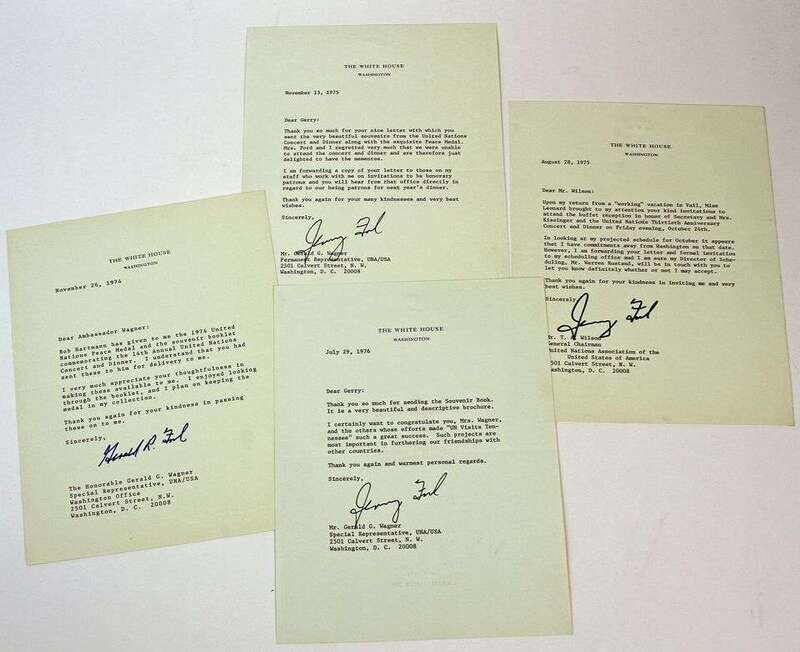 THE WHITE HOUSE
WASHINGTON
November 26, 1974
Dear Ambassador Wagner:
Bob Hartmann has given to me the 1974 United
Nations Peace Medal and the souvenir booklet
commemorating the 14th Annual United Nations
Concert and Dinner. I understand that you had
sent these to him for delivery to me.
I very much appreciate your thoughtfulness in
making these available to me. I enjoyed looking
through the booklet, and I plan on keeping the
medal in my collection.
Thank you again for your kindness in passing
these on to me.
Sincerely,
Gerald R. Ford
The Honorable Gerald G. Wagner
Special Representative, UNA/USA
Washington Office
2501 Calvert Street, N.W.
Washington, D. C. 20008
THE WHITE HOUSE
WASHINGTON
November 13, 1975
Dear Gerry:
Thank you so much for your nice letter with which you
sent the very beautiful souvenirs from the United Nations
Concert and Dinner along with the exquisite Peace Medal.
Mrs. Ford and I regretted very much that we were unable
to attend the concert and dinner and are therefore just
delighted to have the mementos.
I am forwarding a copy of your letter to those on my
staff who work with me on invitations to be honorary
patrons and you will hear from that office directly in
regard to our being patrons for next year's dinner.
Thank you again for your many kindnesses and very best
wishes.
Sincerely,
Jerry Ford
Mr. Gerald G. Wagner
Permanent Representative, UNA/USA
2501 Calvert Street, N. W.
Washington, D. C. 20008
THE WHITE HOUSE
WASHINGTON
July 29, 1976
Dear Gerry:
Thank you so much for sending the Souvenir Book.
It is a very beautiful and descriptive brochure.
I certainly want to congratulate you, Mrs. Wagner,
and the others whose efforts made "UN Visits Ten-
nessee" such a great success. Such projects are
most important in furthering our friendships with
other countries.
Thank you again and warmest personal regards.
Sincerely,
Jerry Ford
Mr. Gerald G. Wagner
Special Representative, UNA/USA
2501 Calvert Street, N. W.
Washington, D. C. 20008
THE WHITE HOUSE
WASHINGTON
August 28, 1975
Dear Mr. Wilson:
Upon my return from a "working" vacation in Vail, Miss
Leonard brought to my attention your kind invitations to
attend the buffet reception in honor of Secretary and Mrs.
Kissinger and the United Nations Thirtieth Anniversary
Concert and Dinner on Friday evening, October 24th.
In looking at my projected schedule for October it appears
that I have commitments away from Washington on that date.
However, I am forwarding your letter and formal invitation
to my scheduling office and I am sure my Director of Sche-
duling, Mr. Warren Rustand, will be in touch with you to
let you know definitely whether or not I may accept.
Thank you again for your kindness in inviting me and very
best wishes.
Sincerely,
Jerry Ford
Mr. T. A. Wilson
General Chairman
United Nations Association of the
United States of America
2501 Calvert Street, N. W.
Washington, D. C. 20008